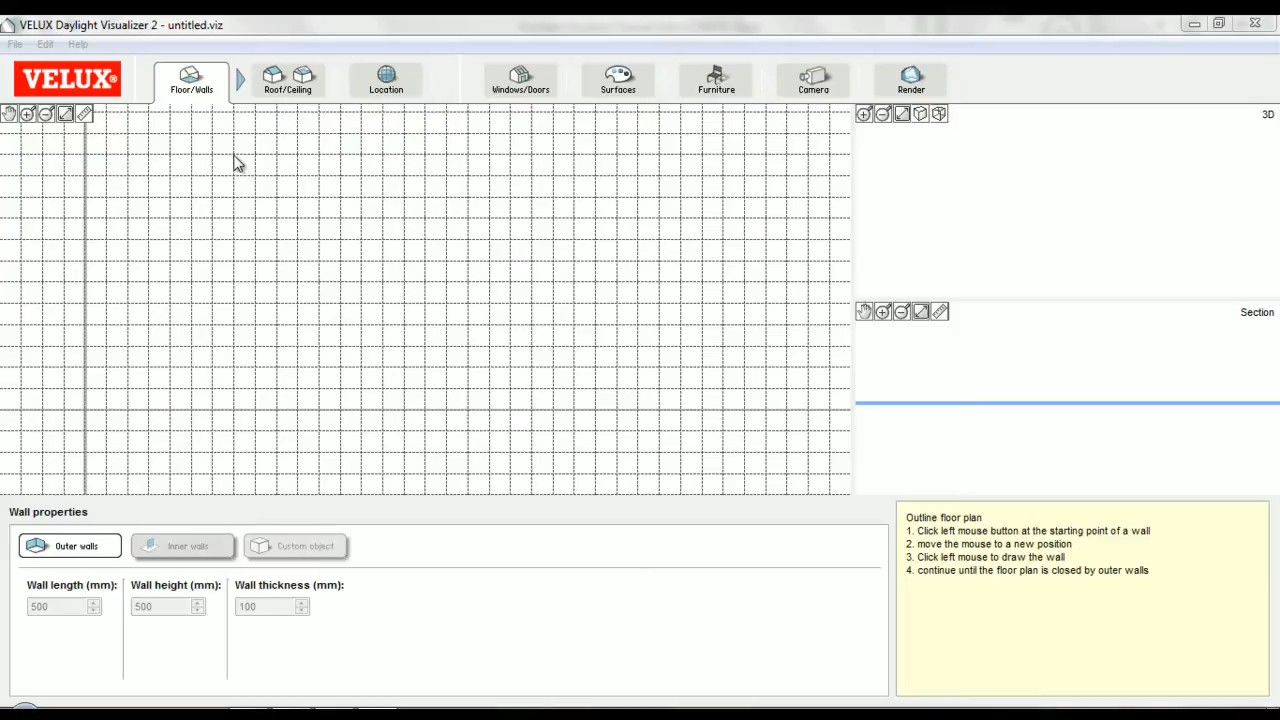 VELUX Daylight Visualizer 2 - untitled.viz
File Edit Help
VELUX®
Floor/Walls
Roof/Ceiling
Location
Windows/Doors
Surfaces
Furniture
Camera
Render
3D
Section
Wall properties
Outer walls
Inner walls
Custom object
Wall length (mm):
Wall height (mm):
Wall thickness (mm):
500
500
100
Outline floor plan
1. Click left mouse button at the starting point of a wall
2. move the mouse to a new position
3. Click left mouse to draw the wall
4. continue until the floor plan is closed by outer walls